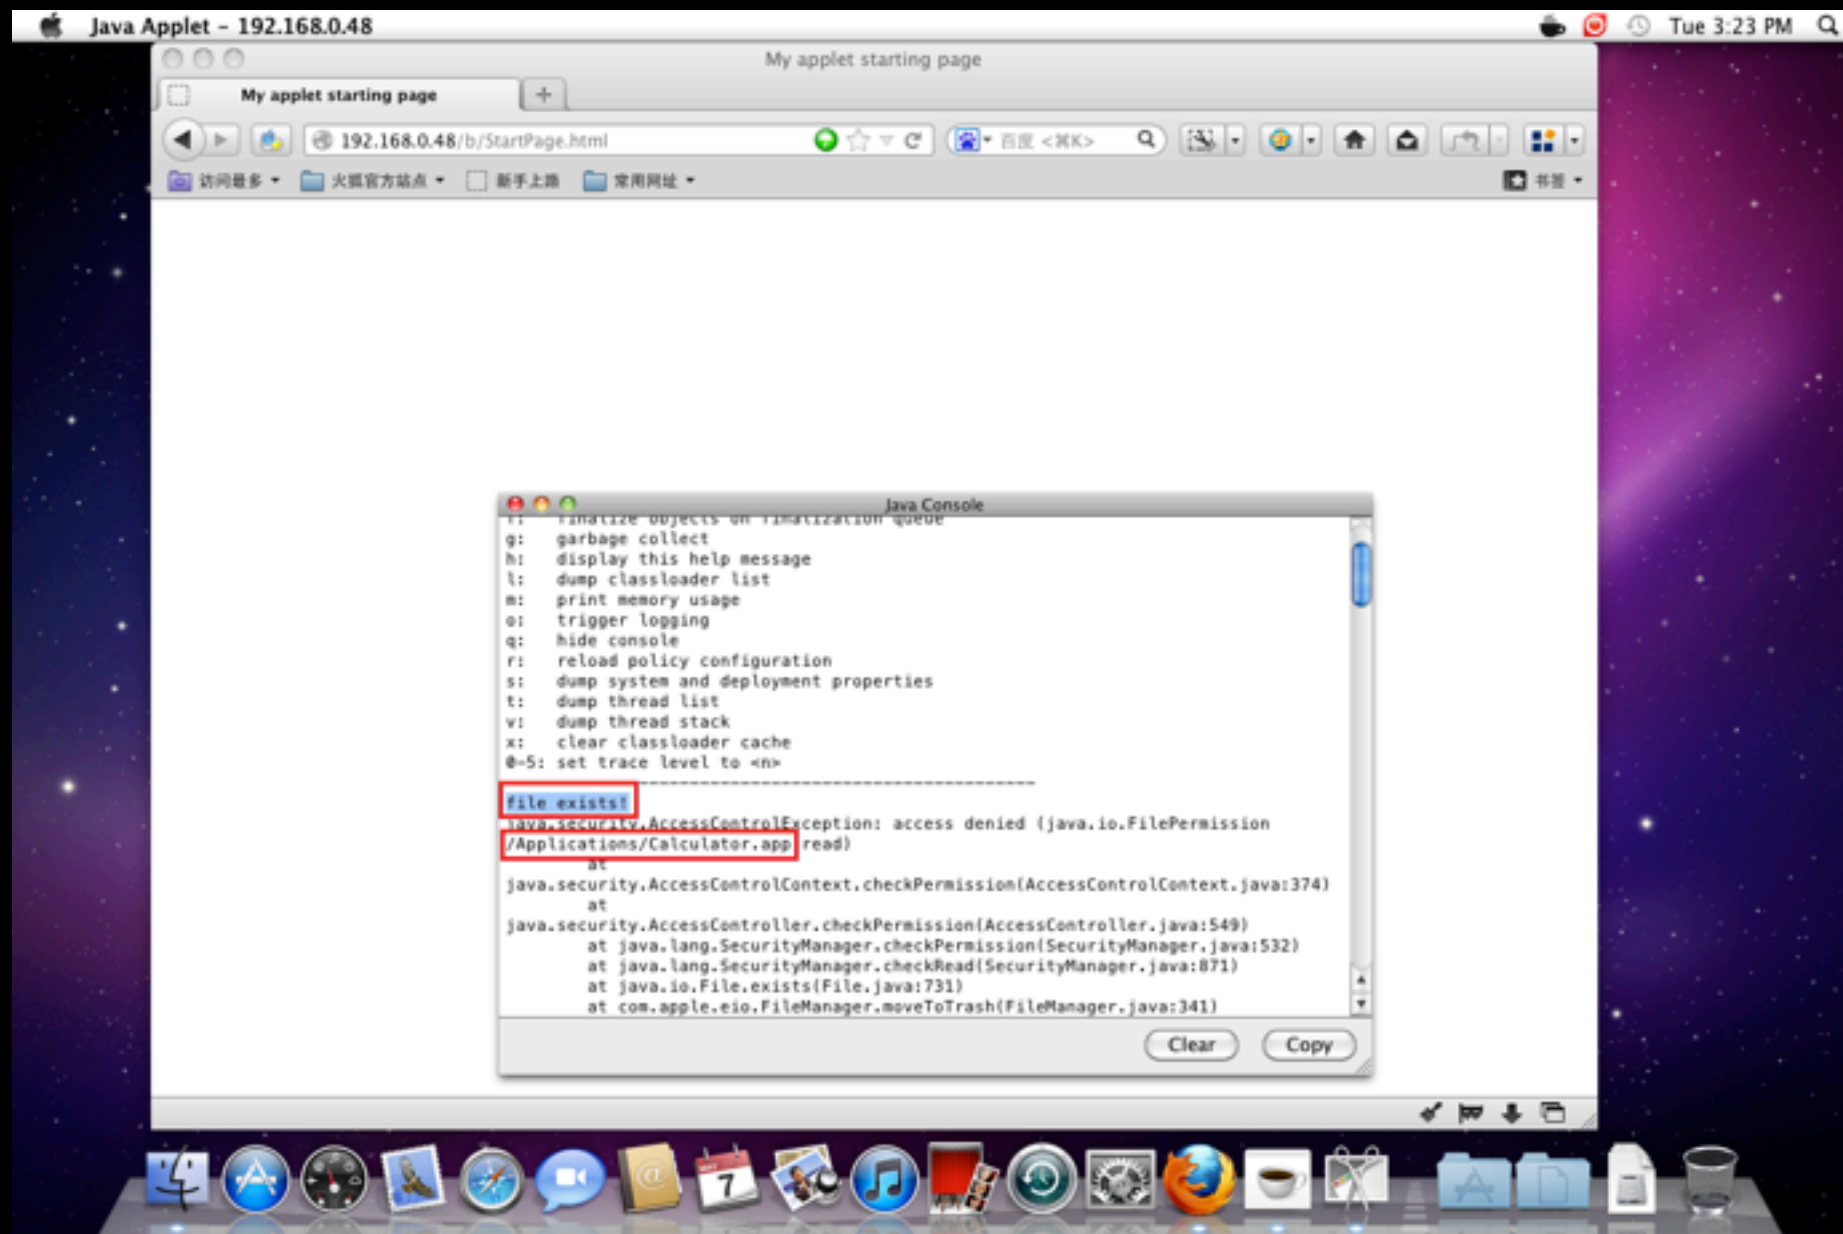 Java Applet – 192.168.0.48
Tue 3:23 PM
My applet starting page
My applet starting page
192.168.0.48/b/StartPage.html
百度 <⌘K>
访问最多
火狐官方站点
新手上路
常用网址
书签
Java Console
f: finalize objects on finalization queue
g: garbage collect
h: display this help message
l: dump classloader list
m: print memory usage
o: trigger logging
q: hide console
r: reload policy configuration
s: dump system and deployment properties
t: dump thread list
v: dump thread stack
x: clear classloader cache
0-5: set trace level to <n>
file exists!
java.security.AccessControlException: access denied (java.io.FilePermission
/Applications/Calculator.app read)
at
java.security.AccessControlContext.checkPermission(AccessControlContext.java:374)
at
java.security.AccessController.checkPermission(AccessController.java:549)
at java.lang.SecurityManager.checkPermission(SecurityManager.java:532)
at java.lang.SecurityManager.checkRead(SecurityManager.java:871)
at java.io.File.exists(File.java:731)
at com.apple.eio.FileManager.moveToTrash(FileManager.java:341)
Clear
Copy
7